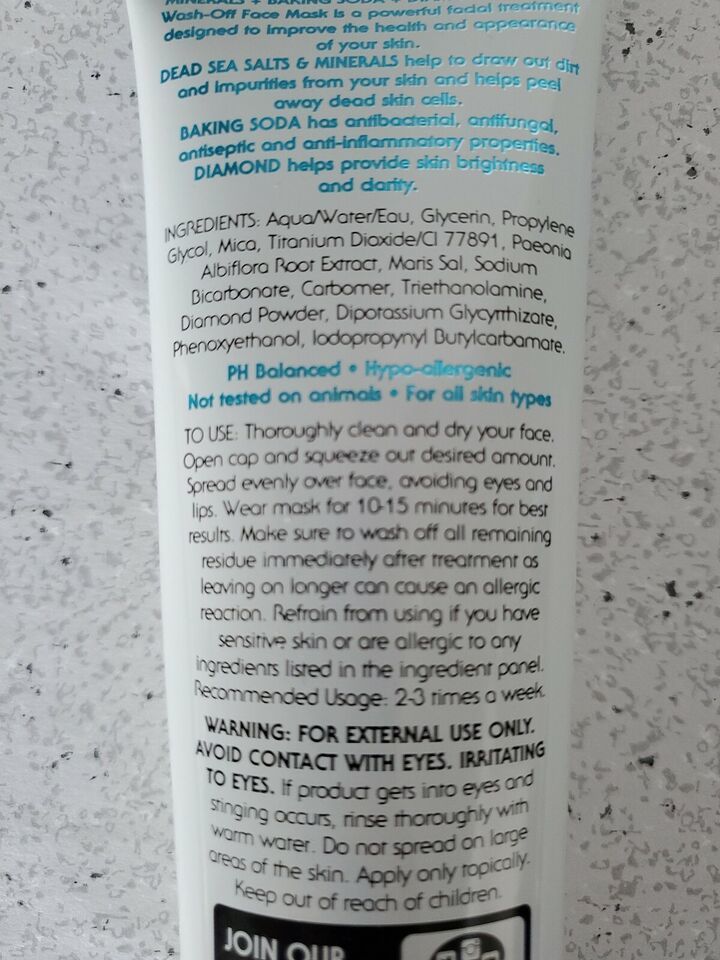 MINERALS + BAKING SODA +
Wash-Off Face Mask is a powerful facial treatment
designed to improve the health and appearance
of your skin.
DEAD SEA SALTS & MINERALS help to draw out dirt
and impurities from your skin and helps peel
away dead skin cells.
BAKING SODA has antibacterial, antifungal,
antiseptic and anti-inflammatory properties.
DIAMOND helps provide skin brightness
and clarity.
INGREDIENTS: Aqua/Water/Eau, Glycerin, Propylene
Glycol, Mica, Titanium Dioxide/CI 77891, Paeonia
Albiflora Root Extract, Maris Sal, Sodium
Bicarbonate, Carbomer, Triethanolamine,
Diamond Powder, Dipotassium Glycyrrhizate,
Phenoxyethanol, Iodopropynyl Butylcarbamate.
PH Balanced • Hypo-allergenic
Not tested on animals • For all skin types
TO USE: Thoroughly clean and dry your face.
Open cap and squeeze out desired amount.
Spread evenly over face, avoiding eyes and
lips. Wear mask for 10-15 minutes for best
results. Make sure to wash off all remaining
residue immediately after treatment as
leaving on longer can cause an allergic
reaction. Refrain from using if you have
sensitive skin or are allergic to any
ingredients listed in the ingredient panel.
Recommended Usage: 2-3 times a week.
WARNING: FOR EXTERNAL USE ONLY.
AVOID CONTACT WITH EYES. IRRITATING
TO EYES. If product gets into eyes and
stinging occurs, rinse thoroughly with
warm water. Do not spread on large
areas of the skin. Apply only topically.
Keep out of reach of children.
JOIN OUR